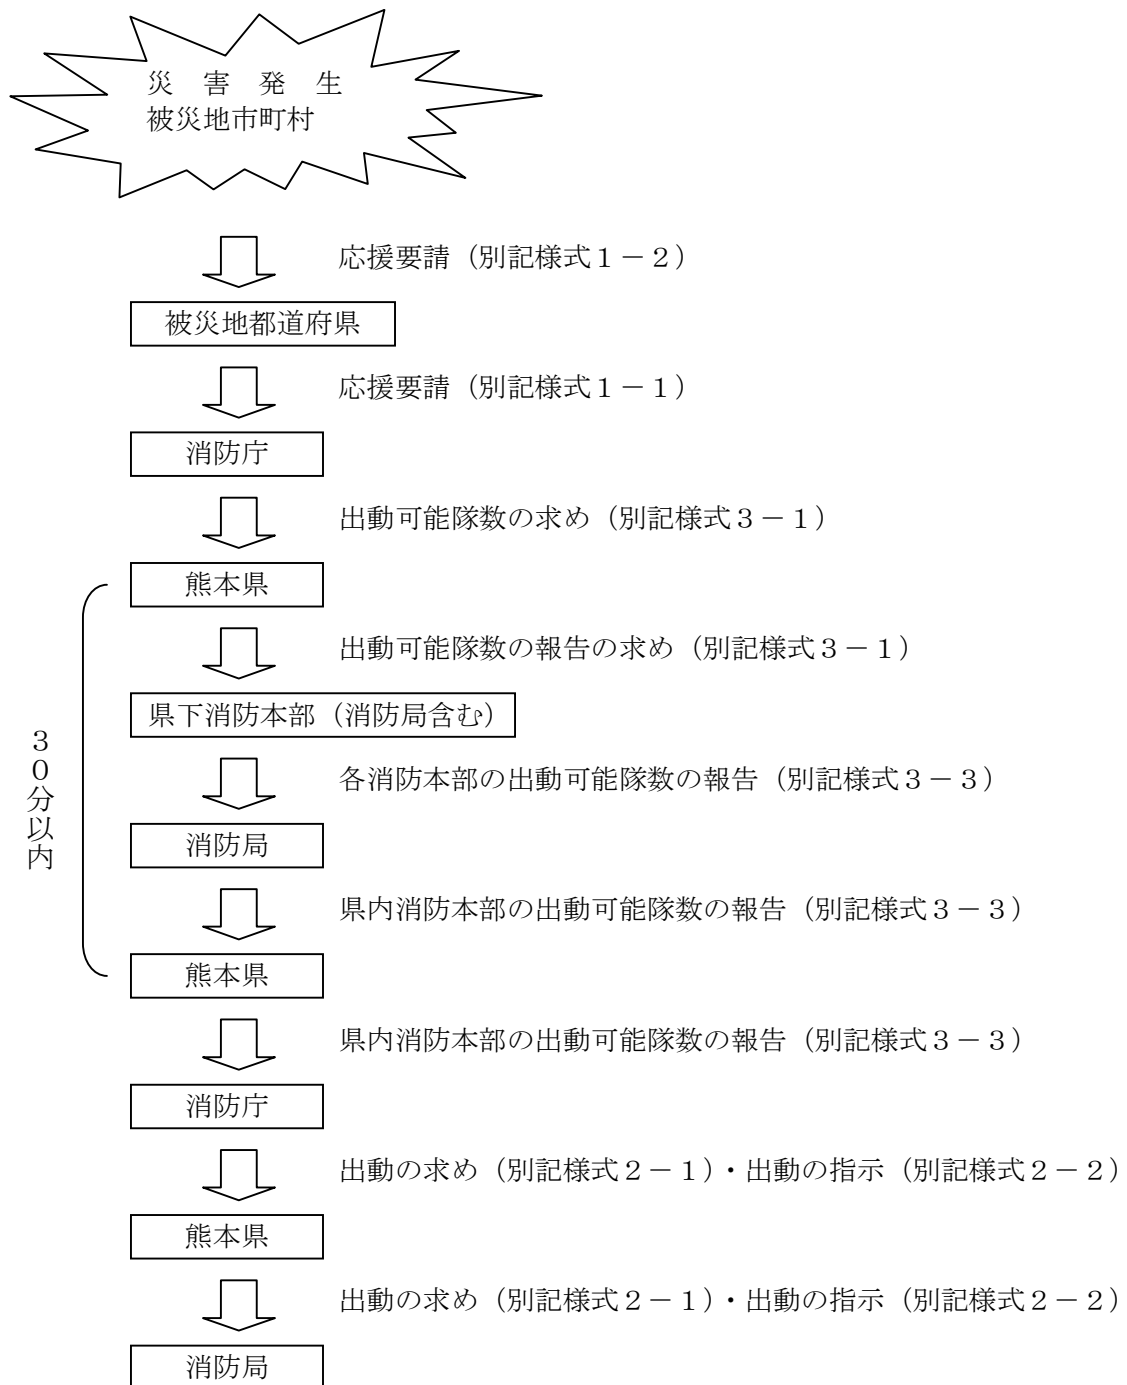 災　害　発　生
被災地市町村
応援要請（別記様式１－２）
被災地都道府県
応援要請（別記様式１－１）
消防庁
出動可能隊数の求め（別記様式３－１）
熊本県
出動可能隊数の報告の求め（別記様式３－１）
県下消防本部（消防局含む）
３０分以内
各消防本部の出動可能隊数の報告（別記様式３－３）
消防局
県内消防本部の出動可能隊数の報告（別記様式３－３）
熊本県
県内消防本部の出動可能隊数の報告（別記様式３－３）
消防庁
出動の求め（別記様式２－１）・出動の指示（別記様式２－２）
熊本県
出動の求め（別記様式２－１）・出動の指示（別記様式２－２）
消防局